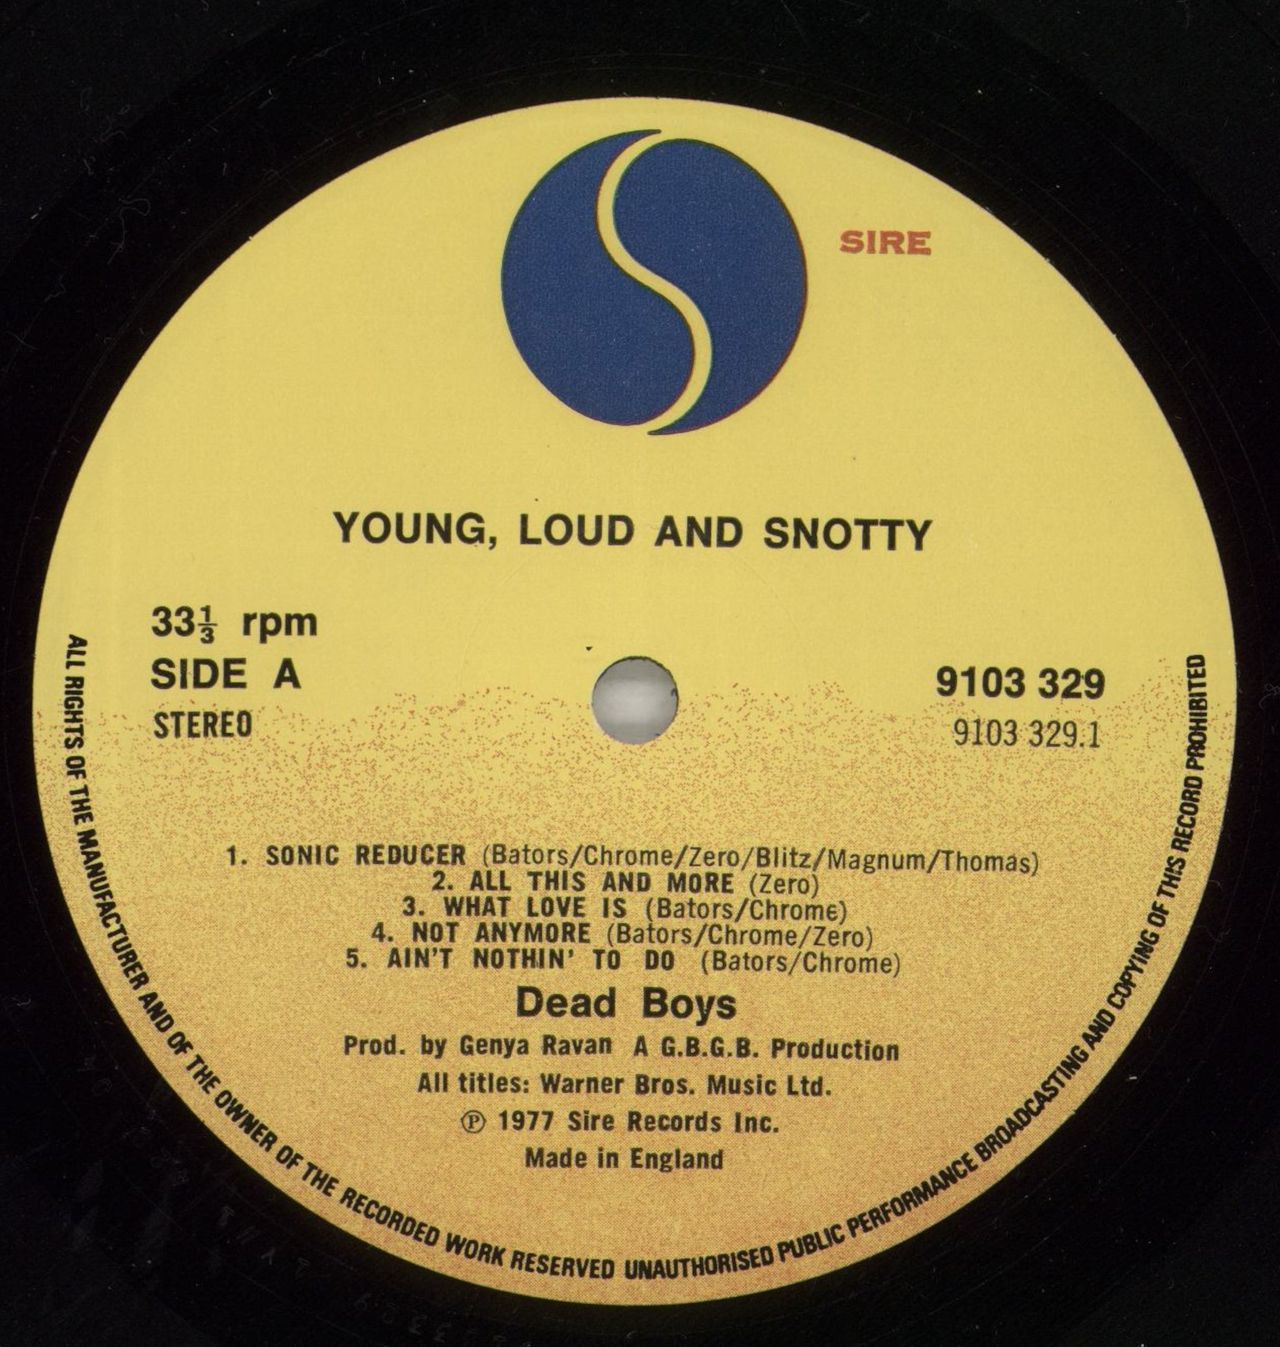 SIRE
YOUNG, LOUD AND SNOTTY
33⅓ rpm
SIDE A
STEREO
9103 329
9103 329.1
1. SONIC REDUCER (Bators/Chrome/Zero/Blitz/Magnum/Thomas)
2. ALL THIS AND MORE (Zero)
3. WHAT LOVE IS (Bators/Chrome)
4. NOT ANYMORE (Bators/Chrome/Zero)
5. AIN'T NOTHIN' TO DO (Bators/Chrome)
Dead Boys
Prod. by Genya Ravan A G.B.G.B. Production
All titles: Warner Bros. Music Ltd.
℗ 1977 Sire Records Inc.
Made in England
ALL RIGHTS OF THE MANUFACTURER AND OF THE OWNER OF THE RECORDED WORK RESERVED UNAUTHORISED PUBLIC PERFORMANCE BROADCASTING AND COPYING OF THIS RECORD PROHIBITED